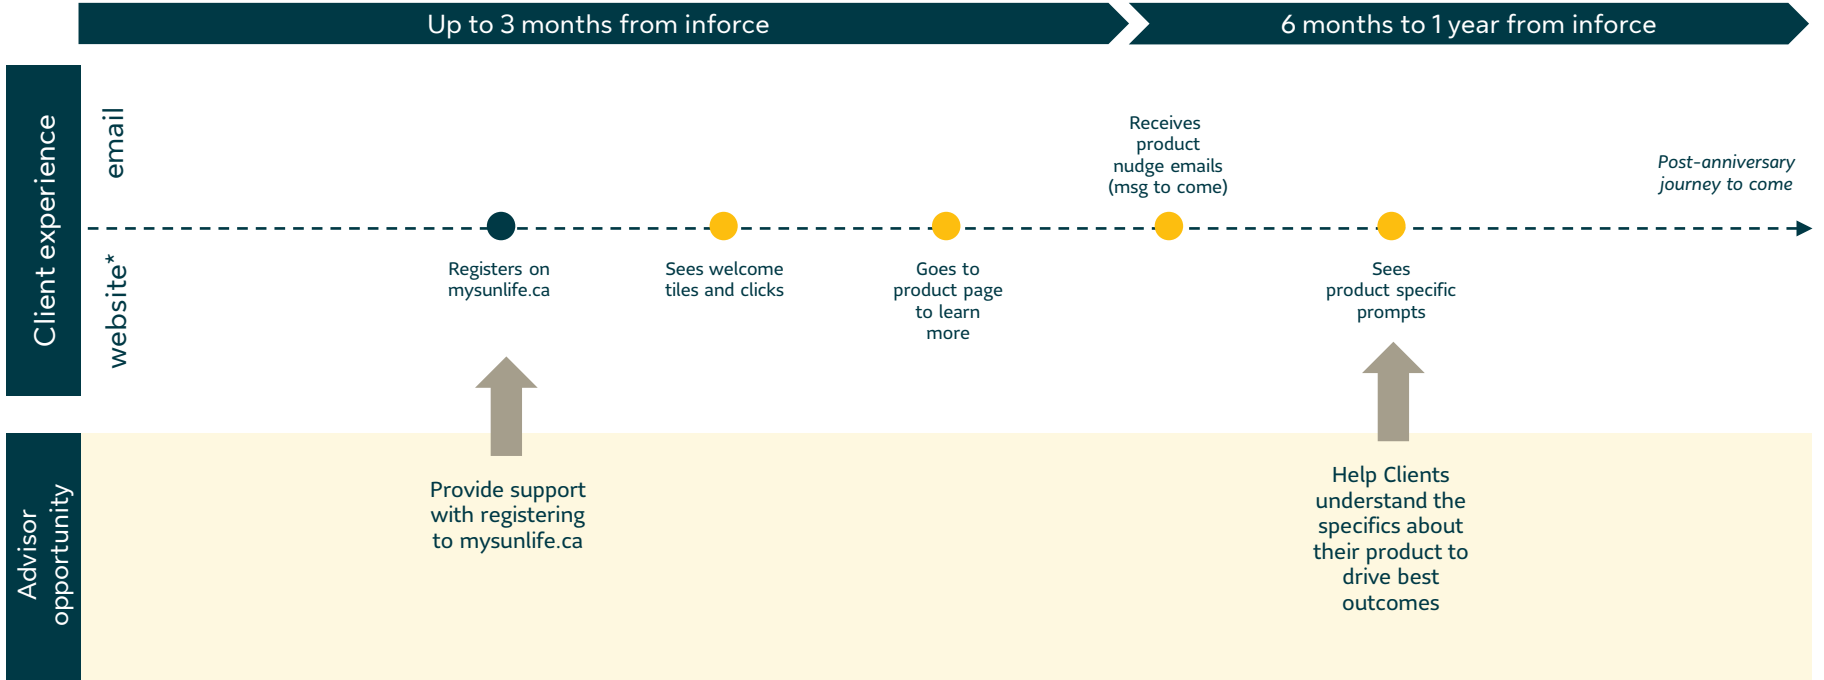 Up to 3 months from inforce
6 months to 1 year from inforce
Client experience
email
website*
Receives
product
nudge emails
(msg to come)
Post-anniversary
journey to come
Registers on
mysunlife.ca
Sees welcome
tiles and clicks
Goes to
product page
to learn
more
Sees
product specific
prompts
Advisor
opportunity
Provide support
with registering
to mysunlife.ca
Help Clients
understand the
specifics about
their product to
drive best
outcomes